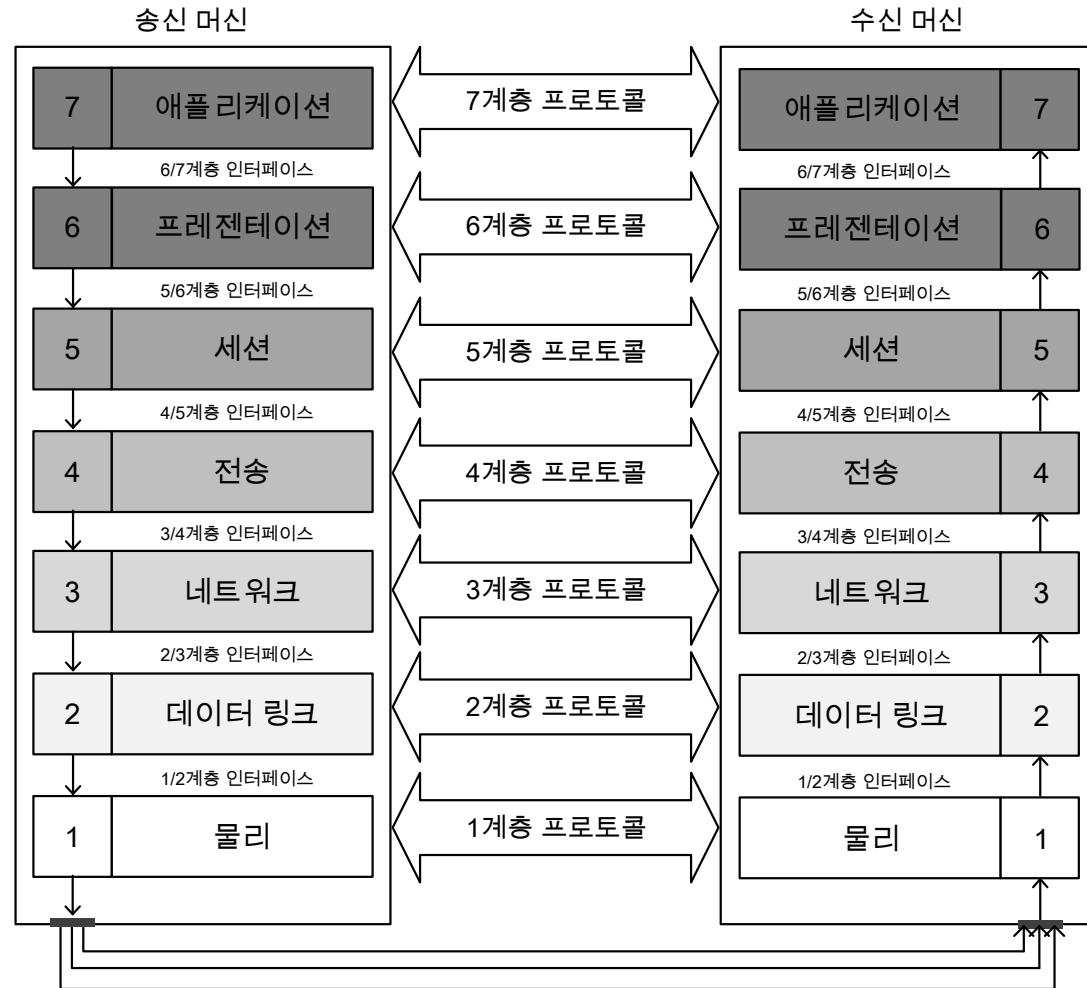 송신 머신
수신 머신
7 애플리케이션
7계층 프로토콜
애플리케이션 7
6/7계층 인터페이스
6/7계층 인터페이스
6 프레젠테이션
6계층 프로토콜
프레젠테이션 6
5/6계층 인터페이스
5/6계층 인터페이스
5 세션
5계층 프로토콜
세션 5
4/5계층 인터페이스
4/5계층 인터페이스
4 전송
4계층 프로토콜
전송 4
3/4계층 인터페이스
3/4계층 인터페이스
3 네트워크
3계층 프로토콜
네트워크 3
2/3계층 인터페이스
2/3계층 인터페이스
2 데이터 링크
2계층 프로토콜
데이터 링크 2
1/2계층 인터페이스
1/2계층 인터페이스
1 물리
1계층 프로토콜
물리 1